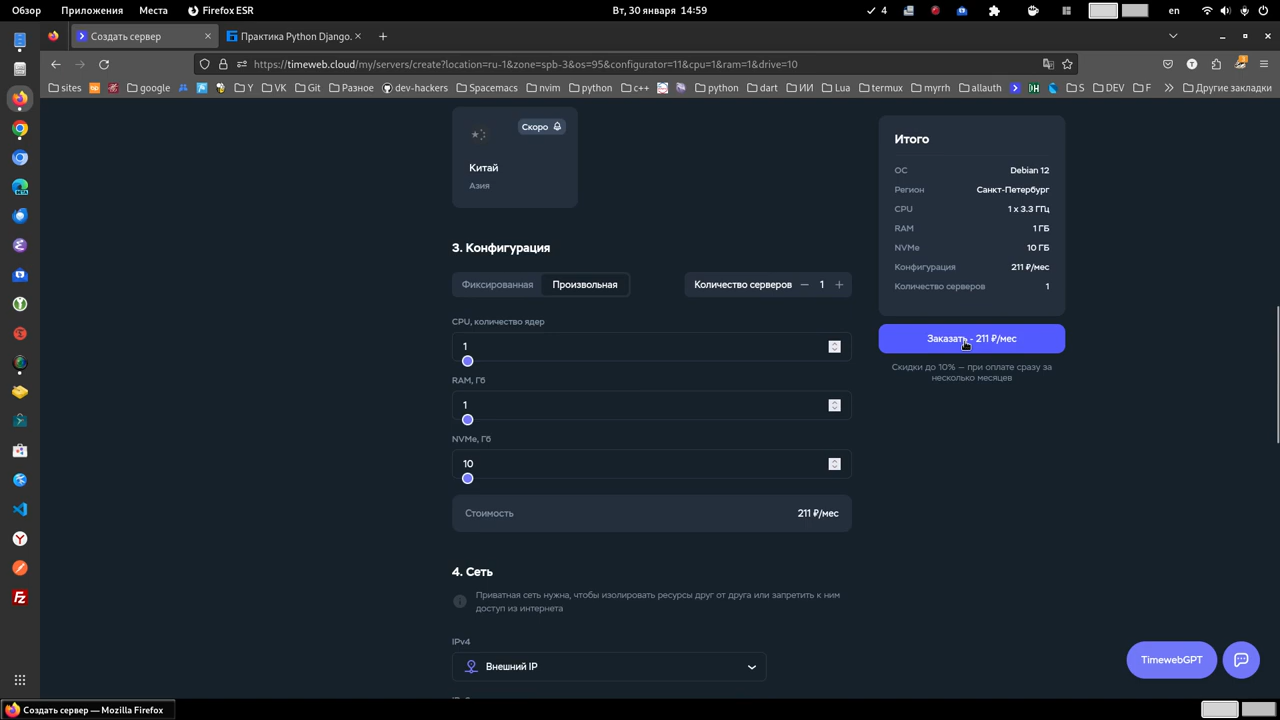 Обзор
Приложения
Места
Firefox ESR
Вт, 30 января 14:59
4
en
Создать сервер
Практика Python Django.
https://timeweb.cloud/my/servers/create?location=ru-1&zone=spb-3&os=95&configurator=11&cpu=1&ram=1&drive=10
sites
google
Y
VK
Git
Разное
dev-hackers
Spacemacs
nvim
python
c++
python
dart
ИИ
Lua
termux
myrrh
allauth
S
DEV
F
Другие закладки
Скоро
Китай
Азия
3. Конфигурация
Фиксированная
Произвольная
Количество серверов
1
CPU, количество ядер
1
RAM, Гб
1
NVMe, Гб
10
Стоимость
211 ₽/мес
4. Сеть
Приватная сеть нужна, чтобы изолировать ресурсы друг от друга или запретить к ним
доступ из интернета
IPv4
Внешний IP
Итого
ОС Debian 12
Регион Санкт-Петербург
CPU 1 x 3.3 ГГц
RAM 1 ГБ
NVMe 10 ГБ
Конфигурация 211 ₽/мес
Количество серверов 1
Заказать - 211 ₽/мес
Скидки до 10% — при оплате сразу за
несколько месяцев
TimewebGPT
Создать сервер — Mozilla Firefox